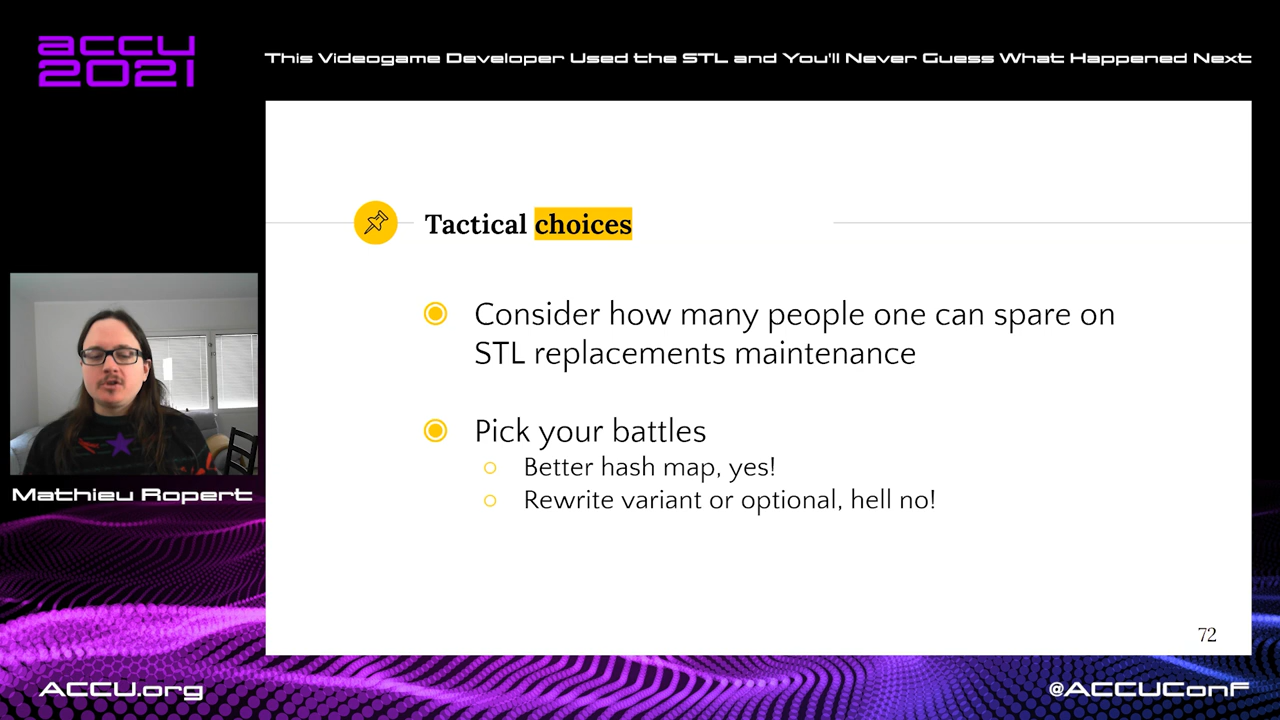 accu
2021
This Videogame Developer Used the STL and You'll Never Guess What Happened Next
Tactical choices
Consider how many people one can spare on
STL replacements maintenance
Pick your battles
Better hash map, yes!
Rewrite variant or optional, hell no!
72
Mathieu Ropert
ACCU.org
@ACCUConf